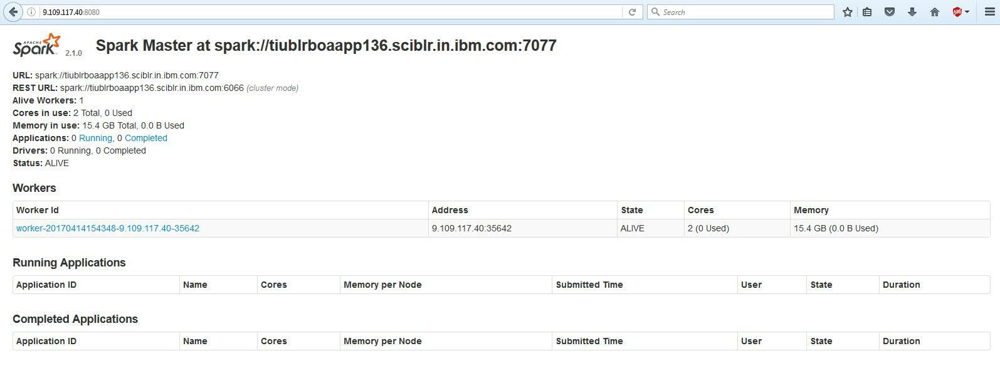 9.109.117.40:8080
Search
ABP
APACHE
Spark 2.1.0 Spark Master at spark://tiublrboaapp136.sciblr.in.ibm.com:7077
URL: spark://tiublrboaapp136.sciblr.in.ibm.com:7077
REST URL: spark://tiublrboaapp136.sciblr.in.ibm.com:6066 (cluster mode)
Alive Workers: 1
Cores in use: 2 Total, 0 Used
Memory in use: 15.4 GB Total, 0.0 B Used
Applications: 0 Running, 0 Completed
Drivers: 0 Running, 0 Completed
Status: ALIVE
Workers
Worker Id Address State Cores Memory
worker-20170414154348-9.109.117.40-35642 9.109.117.40:35642 ALIVE 2 (0 Used) 15.4 GB (0.0 B Used)
Running Applications
Application ID Name Cores Memory per Node Submitted Time User State Duration
Completed Applications
Application ID Name Cores Memory per Node Submitted Time User State Duration